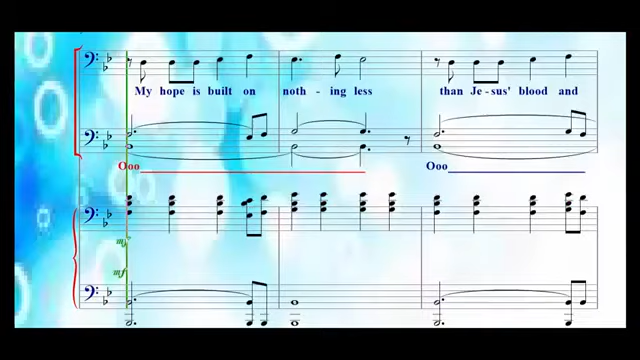 My hope is built on noth - ing less than Je - sus' blood and
Ooo Ooo
mf
mf